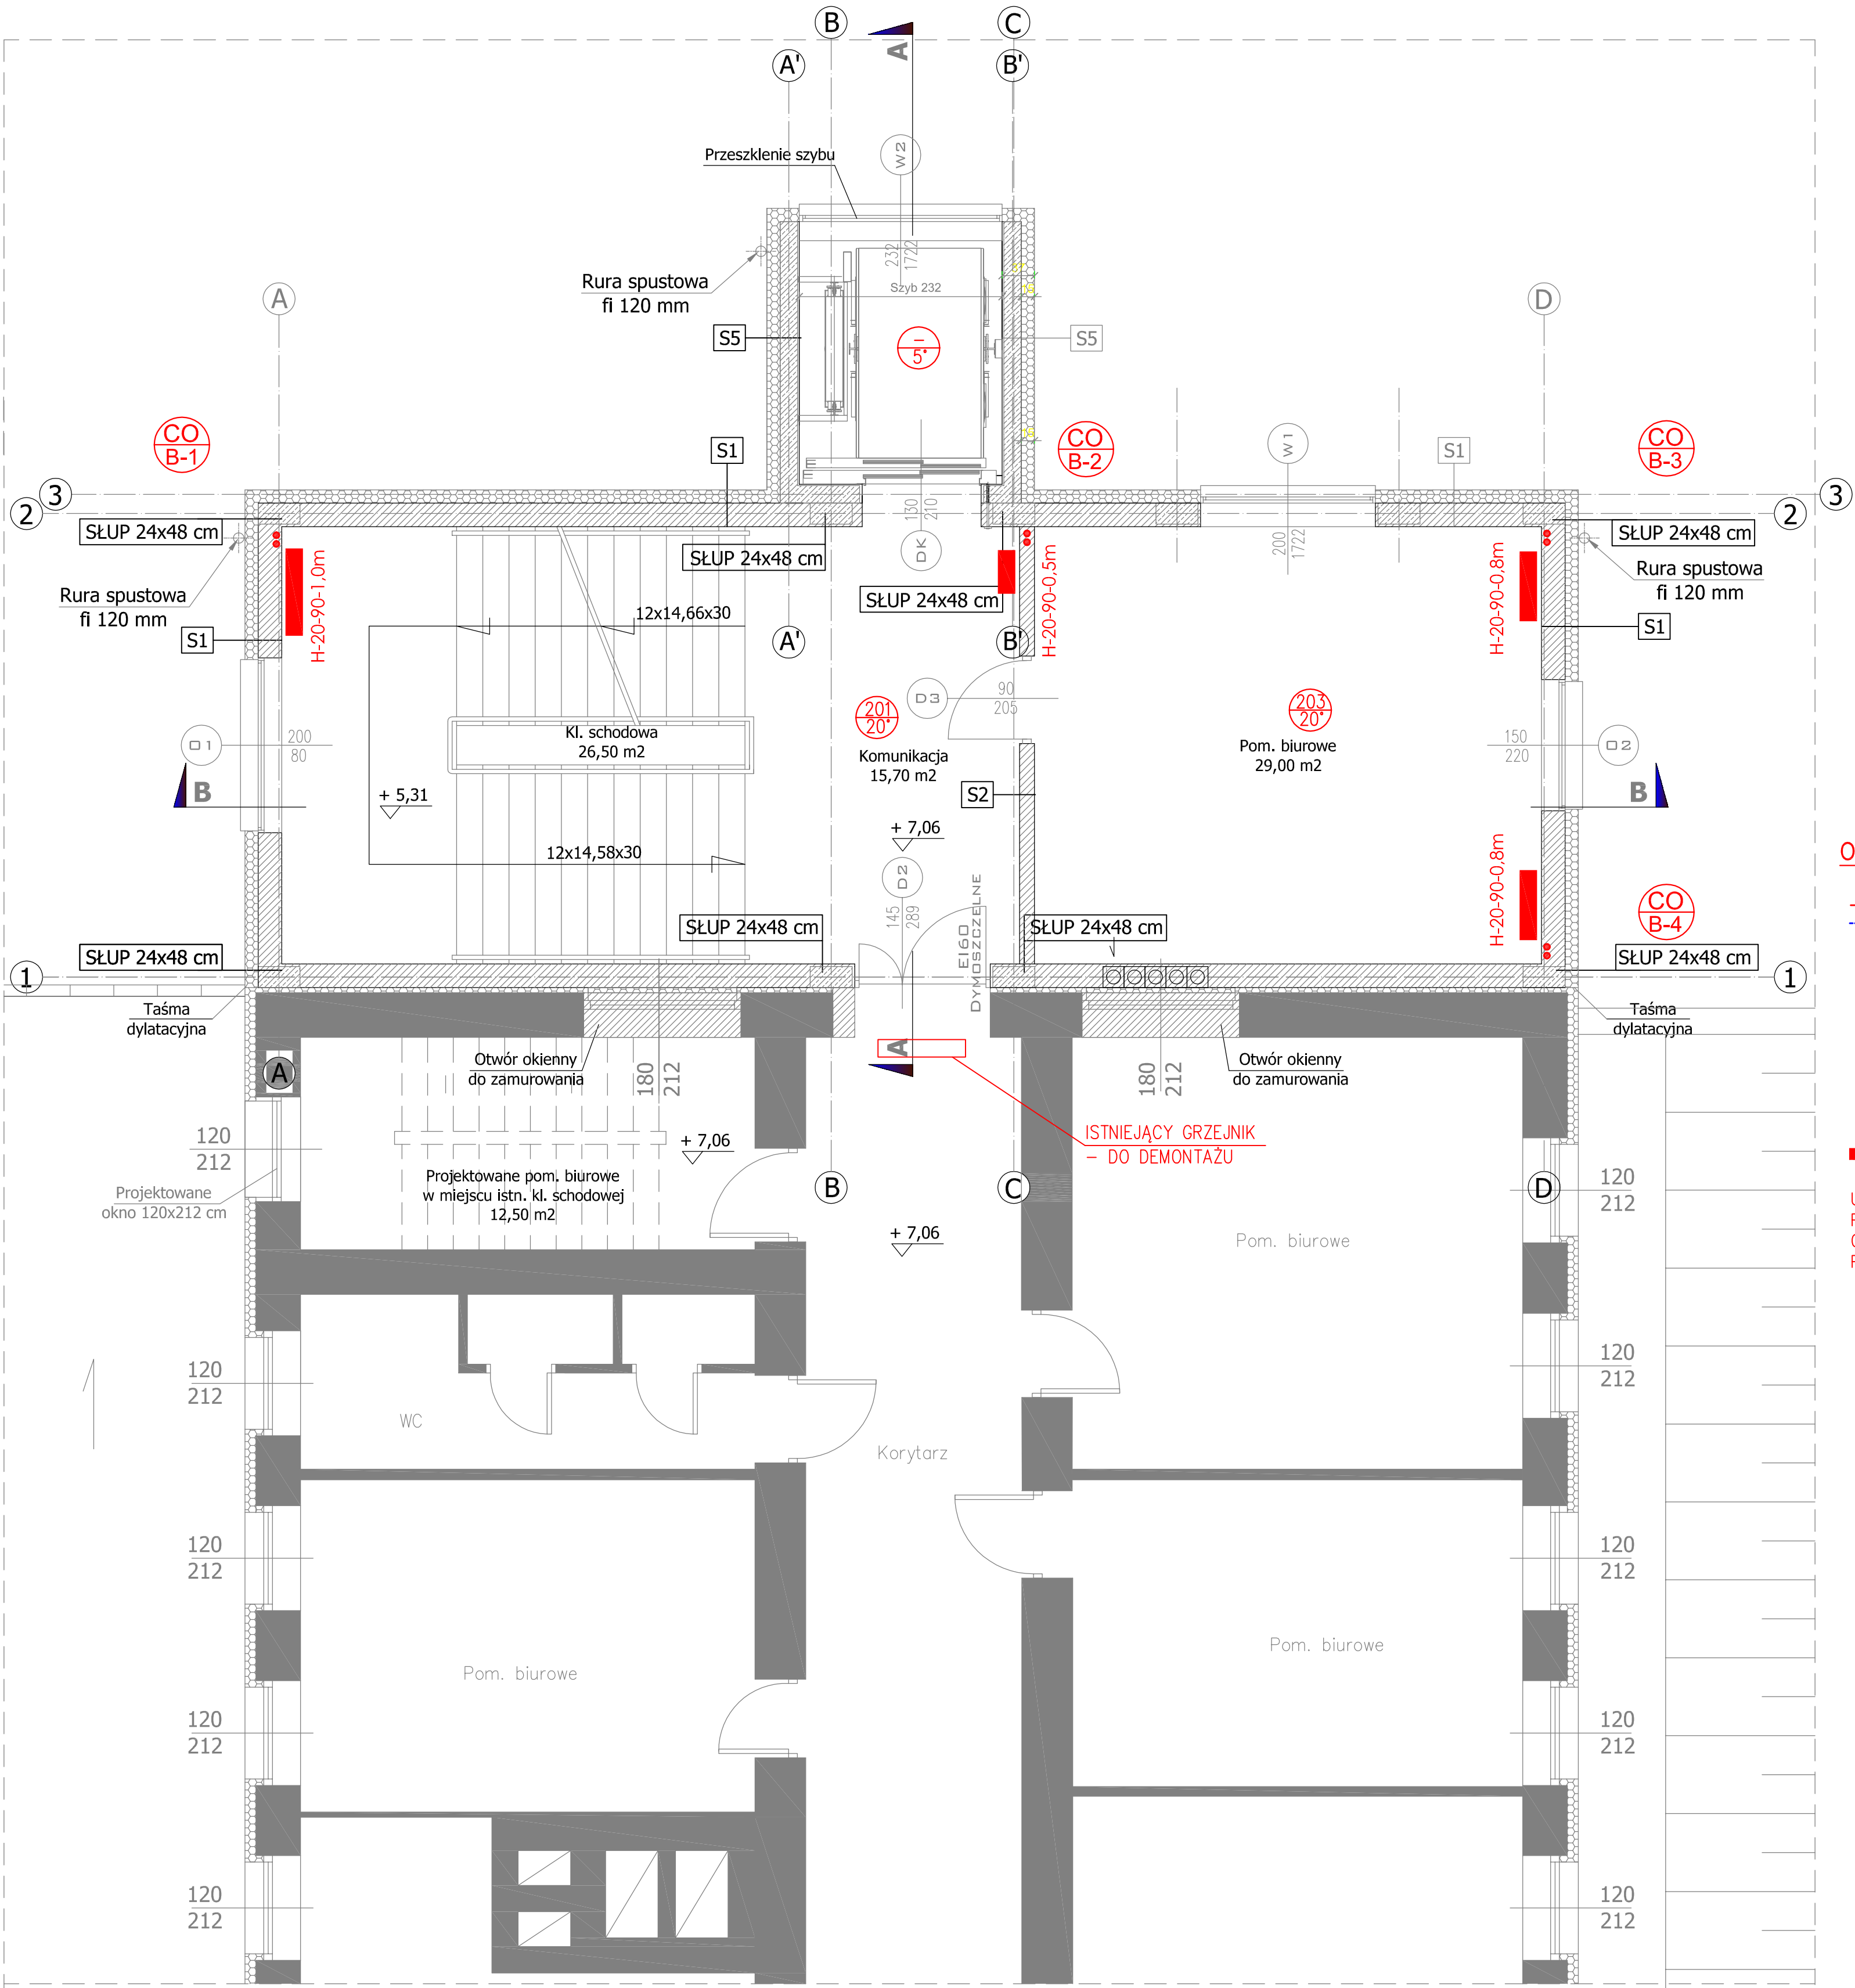 B
C
A
A'
B'
W2
Przeszklenie szybu
232
1722
Rura spustowa
fi 120 mm
Szyb 232
A
D
S5
–
5°
S5
CO
B-1
S1
CO
B-2
W1
S1
CO
B-3
3
3
2
2
SŁUP 24x48 cm
SŁUP 24x48 cm
130
210
DK
200
1722
SŁUP 24x48 cm
Rura spustowa
fi 120 mm
H-20-90-1,0m
SŁUP 24x48 cm
H-20-90-0,5m
H-20-90-0,8m
Rura spustowa
fi 120 mm
12x14,66x30
S1
A'
B'
S1
D3
90
205
201
20°
203
20°
O1
200
80
Kl. schodowa
26,50 m2
Komunikacja
15,70 m2
Pom. biurowe
29,00 m2
150
220
O2
B
+ 5,31
S2
B
+ 7,06
12x14,58x30
D2
145
289
EI60
DYMOSZCZELNE
H-20-90-0,8m
O
CO
B-4
SŁUP 24x48 cm
SŁUP 24x48 cm
SŁUP 24x48 cm
SŁUP 24x48 cm
1
1
Taśma
dylatacyjna
Taśma
dylatacyjna
A
Otwór okienny
do zamurowania
180
212
A
180
212
Otwór okienny
do zamurowania
120
212
+ 7,06
ISTNIEJĄCY GRZEJNIK
– DO DEMONTAŻU
Projektowane
okno 120x212 cm
Projektowane pom. biurowe
w miejscu istn. kl. schodowej
12,50 m2
B
C
D
120
212
+ 7,06
Pom. biurowe
120
212
120
212
WC
Korytarz
120
212
120
212
Pom. biurowe
Pom. biurowe
120
212
120
212
120
212
120
212